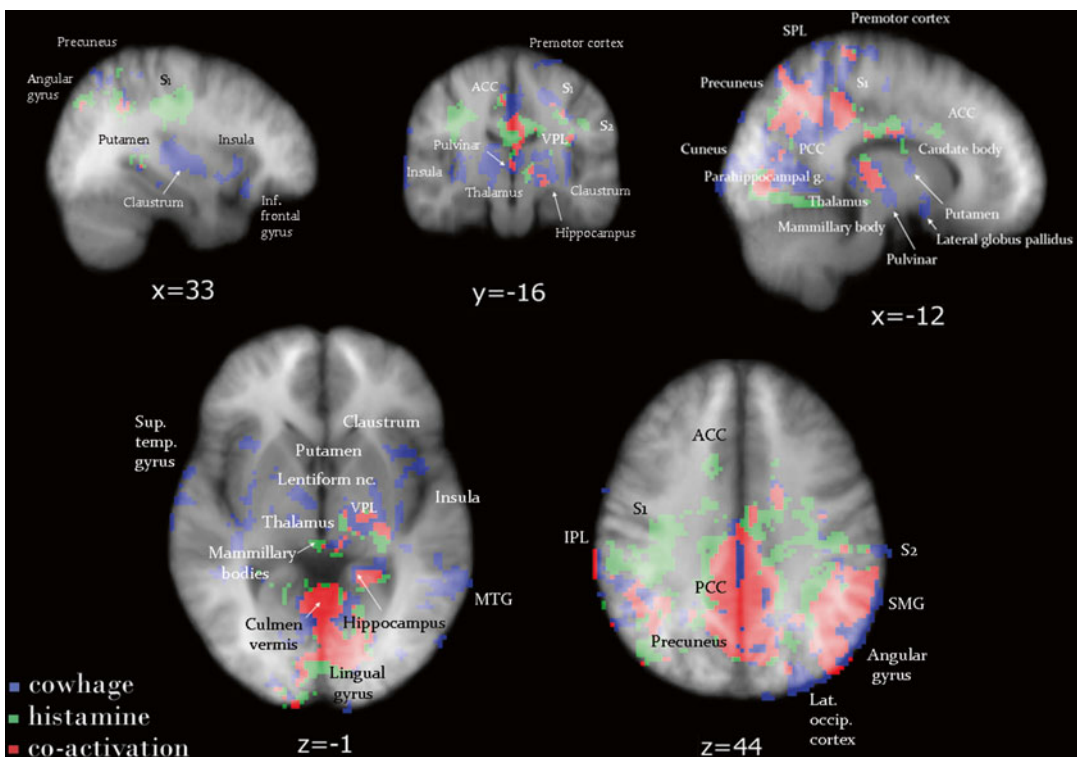 Precuneus
Angular
gyrus
S1
Putamen
Insula
Claustrum
Inf.
frontal
gyrus
x=33
Premotor cortex
ACC
S1
S2
VPL
Pulvinar
Insula
Thalamus
Claustrum
Hippocampus
y=-16
Premotor cortex
SPL
Precuneus
S1
ACC
Cuneus
PCC
Caudate body
Parahippocampal g.
Thalamus
Putamen
Mammillary body
Lateral globus pallidus
Pulvinar
x=-12
Sup.
temp.
gyrus
Claustrum
Putamen
Lentiform nc.
Insula
VPL
Thalamus
Mammillary
bodies
MTG
Culmen
vermis
Hippocampus
Lingual
gyrus
z=-1
ACC
S1
IPL
S2
PCC
SMG
Precuneus
Angular
gyrus
Lat.
occip.
cortex
z=44
cowhage
histamine
co-activation